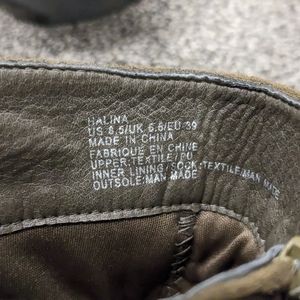 HALINA
US 8.5/UK 6.5/EU 39
MADE IN CHINA
FABRIQUE EN CHINE
UPPER:TEXTILE/PU
INNER LINING/SOCK:TEXTILE/MAN MADE
OUTSOLE:MAN MADE